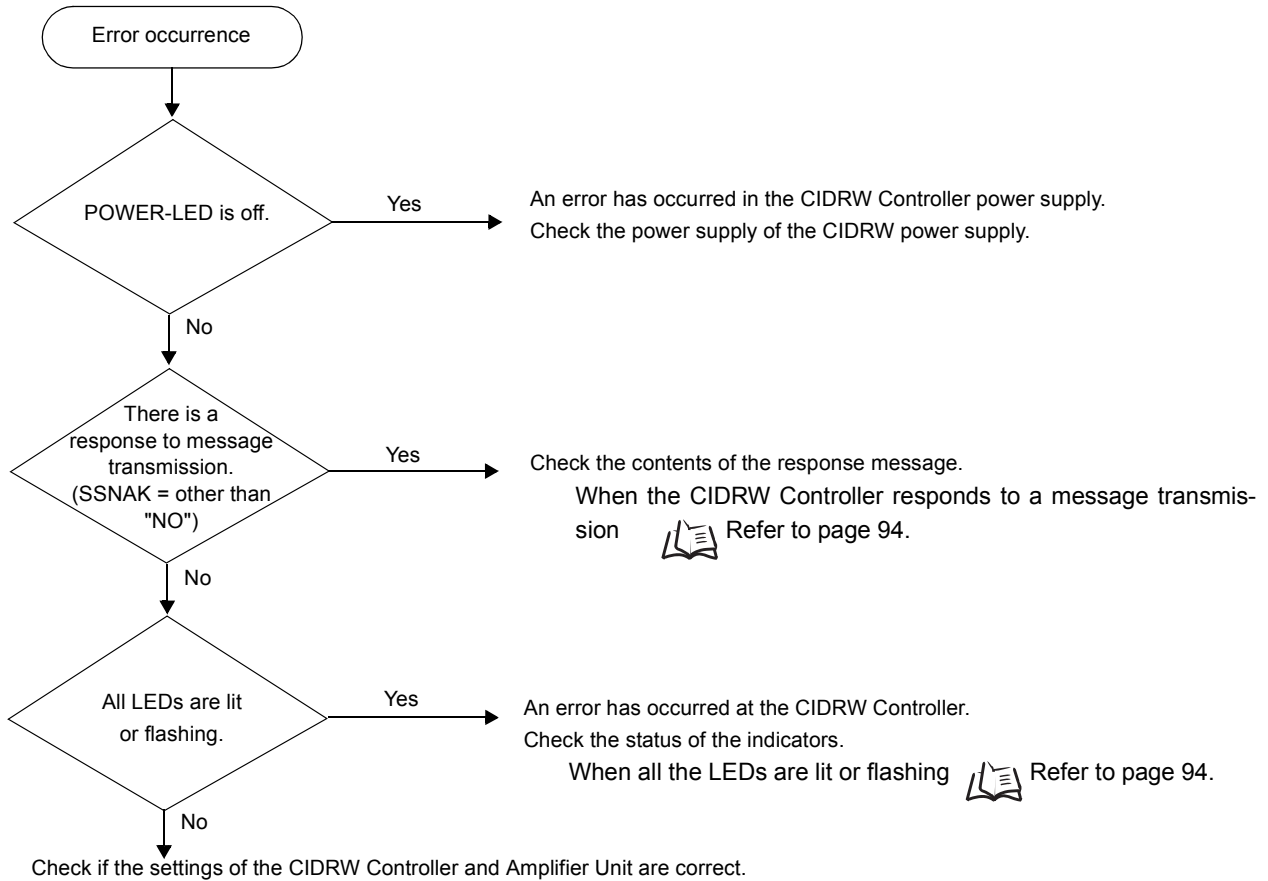 Error occurrence
POWER-LED is off.
Yes
An error has occurred in the CIDRW Controller power supply.
Check the power supply of the CIDRW power supply.
No
There is a
response to message
transmission.
(SSNAK = other than
"NO")
Yes
Check the contents of the response message.
When the CIDRW Controller responds to a message transmis-
sion Refer to page 94.
No
All LEDs are lit
or flashing.
Yes
An error has occurred at the CIDRW Controller.
Check the status of the indicators.
When all the LEDs are lit or flashing Refer to page 94.
No
Check if the settings of the CIDRW Controller and Amplifier Unit are correct.